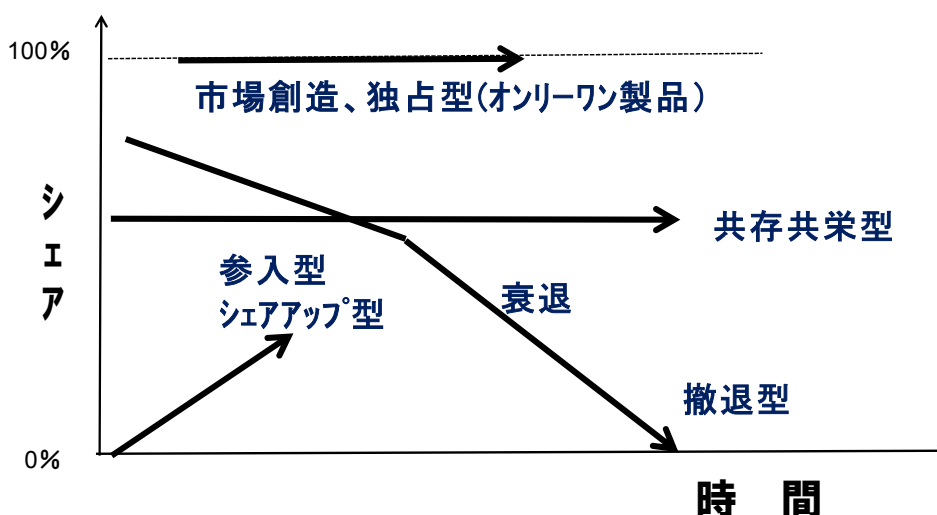 100%
市場創造、独占型(オンリーワン製品)
シェア
共存共栄型
参入型
シェアアップ型
衰退
撤退型
0%
時 間